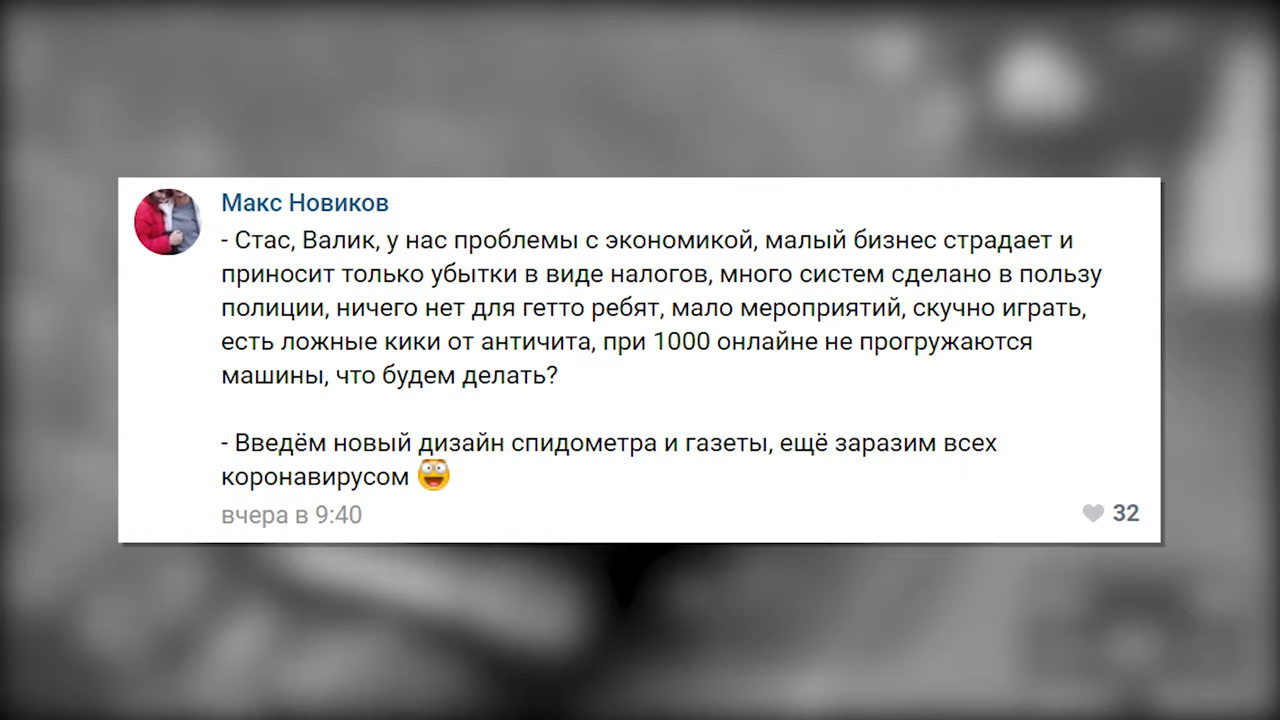 Макс Новиков
- Стас, Валик, у нас проблемы с экономикой, малый бизнес страдает и
приносит только убытки в виде налогов, много систем сделано в пользу
полиции, ничего нет для гетто ребят, мало мероприятий, скучно играть,
есть ложные кики от античита, при 1000 онлайне не прогружаются
машины, что будем делать?
- Введём новый дизайн спидометра и газеты, ещё заразим всех
коронавирусом 😀
вчера в 9:40
32